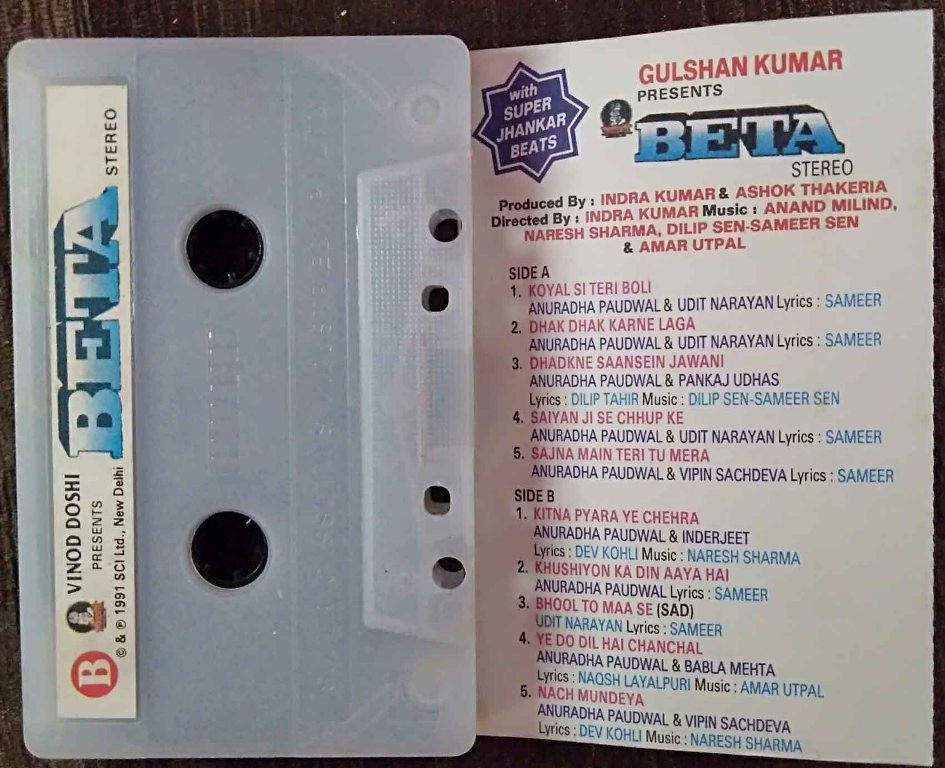 B
VINOD DOSHI
PRESENTS
BETA
STEREO
© & ℗ 1991 SCI Ltd., New Delhi
with
SUPER
JHANKAR
BEATS
GULSHAN KUMAR
PRESENTS
BETA
STEREO
Produced By : INDRA KUMAR & ASHOK THAKERIA
Directed By : INDRA KUMAR Music : ANAND MILIND,
NARESH SHARMA, DILIP SEN-SAMEER SEN
& AMAR UTPAL
SIDE A
1. KOYAL SI TERI BOLI
ANURADHA PAUDWAL & UDIT NARAYAN Lyrics : SAMEER
2. DHAK DHAK KARNE LAGA
ANURADHA PAUDWAL & UDIT NARAYAN Lyrics : SAMEER
3. DHADKNE SAANSEIN JAWANI
ANURADHA PAUDWAL & PANKAJ UDHAS
Lyrics : DILIP TAHIR Music : DILIP SEN-SAMEER SEN
4. SAIYAN JI SE CHHUP KE
ANURADHA PAUDWAL & UDIT NARAYAN Lyrics : SAMEER
5. SAJNA MAIN TERI TU MERA
ANURADHA PAUDWAL & VIPIN SACHDEVA Lyrics : SAMEER
SIDE B
1. KITNA PYARA YE CHEHRA
ANURADHA PAUDWAL & INDERJEET
Lyrics : DEV KOHLI Music : NARESH SHARMA
2. KHUSHIYON KA DIN AAYA HAI
ANURADHA PAUDWAL Lyrics : SAMEER
3. BHOOL TO MAA SE (SAD)
UDIT NARAYAN Lyrics : SAMEER
4. YE DO DIL HAI CHANCHAL
ANURADHA PAUDWAL & BABLA MEHTA
Lyrics : NAQSH LAYALPURI Music : AMAR UTPAL
5. NACH MUNDEYA
ANURADHA PAUDWAL & VIPIN SACHDEVA
Lyrics : DEV KOHLI Music : NARESH SHARMA